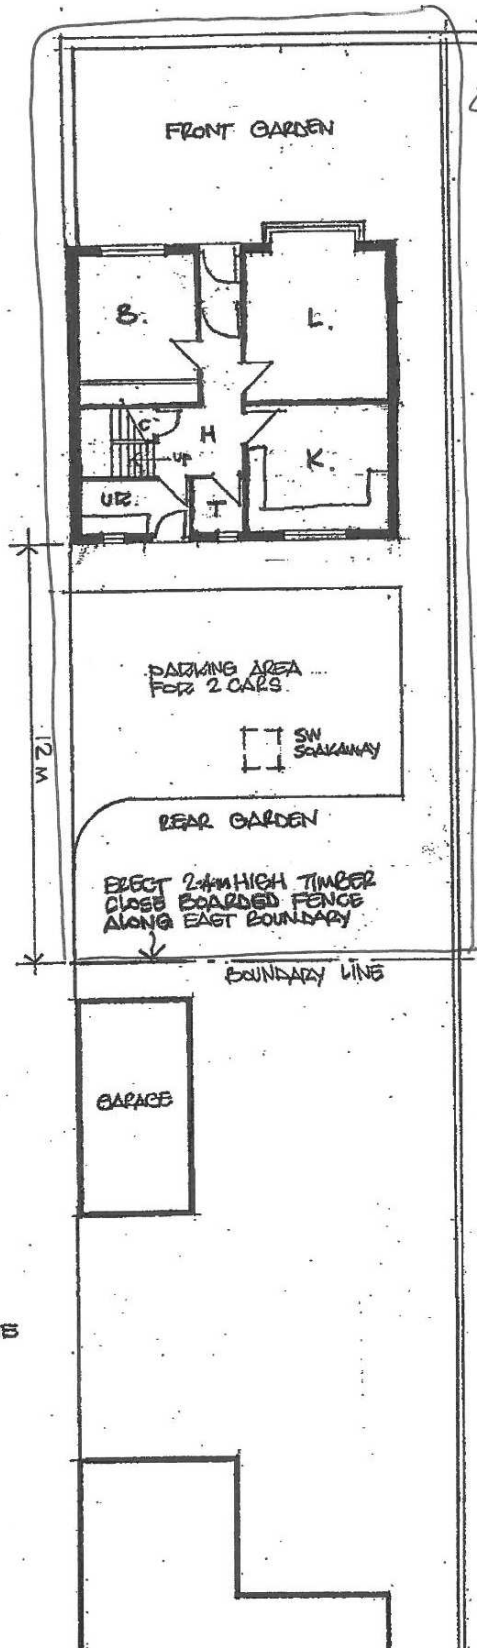 FRONT GARDEN
B.
L.
C
H
UP
K.
UR.
T
PARKING AREA
FOR 2 CARS.
SW
SOAKAWAY
12 M
REAR GARDEN
ERECT 2.4m HIGH TIMBER
CLOSE BOARDED FENCE
ALONG EAST BOUNDARY
BOUNDARY LINE
GARAGE